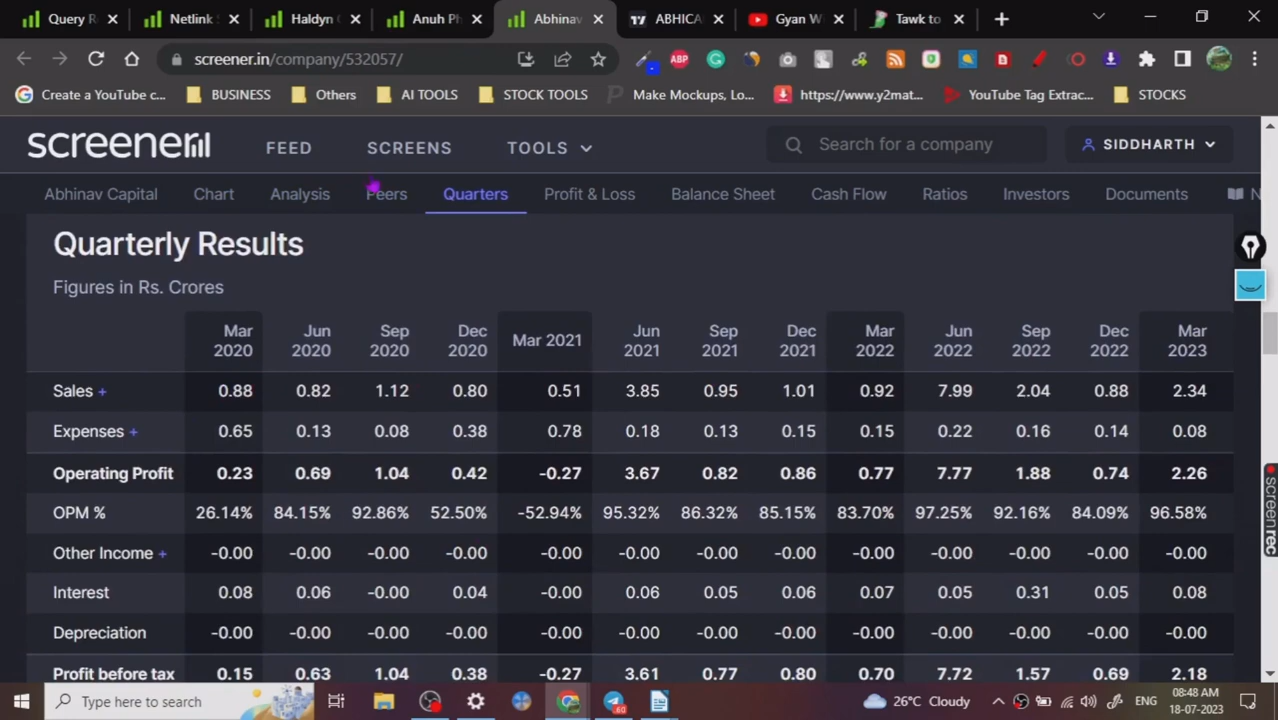 Query R
Netlink S
Haldyn G
Anuh Ph
Abhinav
ABHICA
Gyan W
Tawk to
screener.in/company/532057/
ABP
Create a YouTube c...
BUSINESS
Others
AI TOOLS
STOCK TOOLS
Make Mockups, Lo...
https://www.y2mat...
YouTube Tag Extrac...
STOCKS
screener
FEED
SCREENS
TOOLS
Search for a company
SIDDHARTH
Abhinav Capital Chart Analysis Peers Quarters Profit & Loss Balance Sheet Cash Flow Ratios Investors Documents N
Quarterly Results
Figures in Rs. Crores
Mar 2020 Jun 2020 Sep 2020 Dec 2020 Mar 2021 Jun 2021 Sep 2021 Dec 2021 Mar 2022 Jun 2022 Sep 2022 Dec 2022 Mar 2023
Sales + 0.88 0.82 1.12 0.80 0.51 3.85 0.95 1.01 0.92 7.99 2.04 0.88 2.34
Expenses + 0.65 0.13 0.08 0.38 0.78 0.18 0.13 0.15 0.15 0.22 0.16 0.14 0.08
Operating Profit 0.23 0.69 1.04 0.42 -0.27 3.67 0.82 0.86 0.77 7.77 1.88 0.74 2.26
OPM % 26.14% 84.15% 92.86% 52.50% -52.94% 95.32% 86.32% 85.15% 83.70% 97.25% 92.16% 84.09% 96.58%
Other Income + -0.00 -0.00 -0.00 -0.00 -0.00 -0.00 -0.00 -0.00 -0.00 -0.00 -0.00 -0.00 -0.00
Interest 0.08 0.06 -0.00 0.04 -0.00 0.06 0.05 0.06 0.07 0.05 0.31 0.05 0.08
Depreciation -0.00 -0.00 -0.00 -0.00 -0.00 -0.00 -0.00 -0.00 -0.00 -0.00 -0.00 -0.00 -0.00
Profit before tax 0.15 0.63 1.04 0.38 -0.27 3.61 0.77 0.80 0.70 7.72 1.57 0.69 2.18
screenrec
Type here to search
60
26°C Cloudy
ENG
08:48 AM
18-07-2023